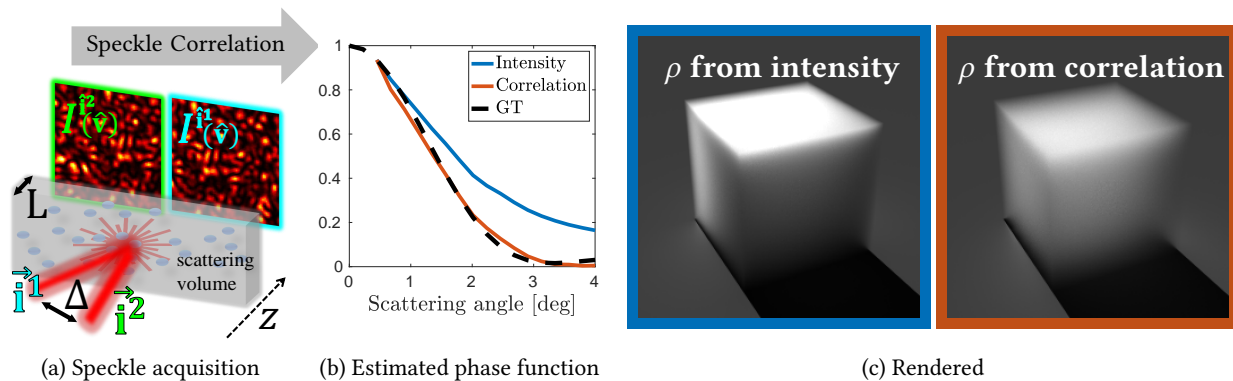 Speckle Correlation
I^î²(v̂)
I^î¹(v̂)
L
scattering
volume
i⃗¹
Δ
i⃗²
z
(a) Speckle acquisition
1
0.8
0.6
0.4
0.2
0
0 1 2 3 4
Scattering angle [deg]
Intensity
Correlation
GT
(b) Estimated phase function
ρ from intensity
ρ from correlation
(c) Rendered